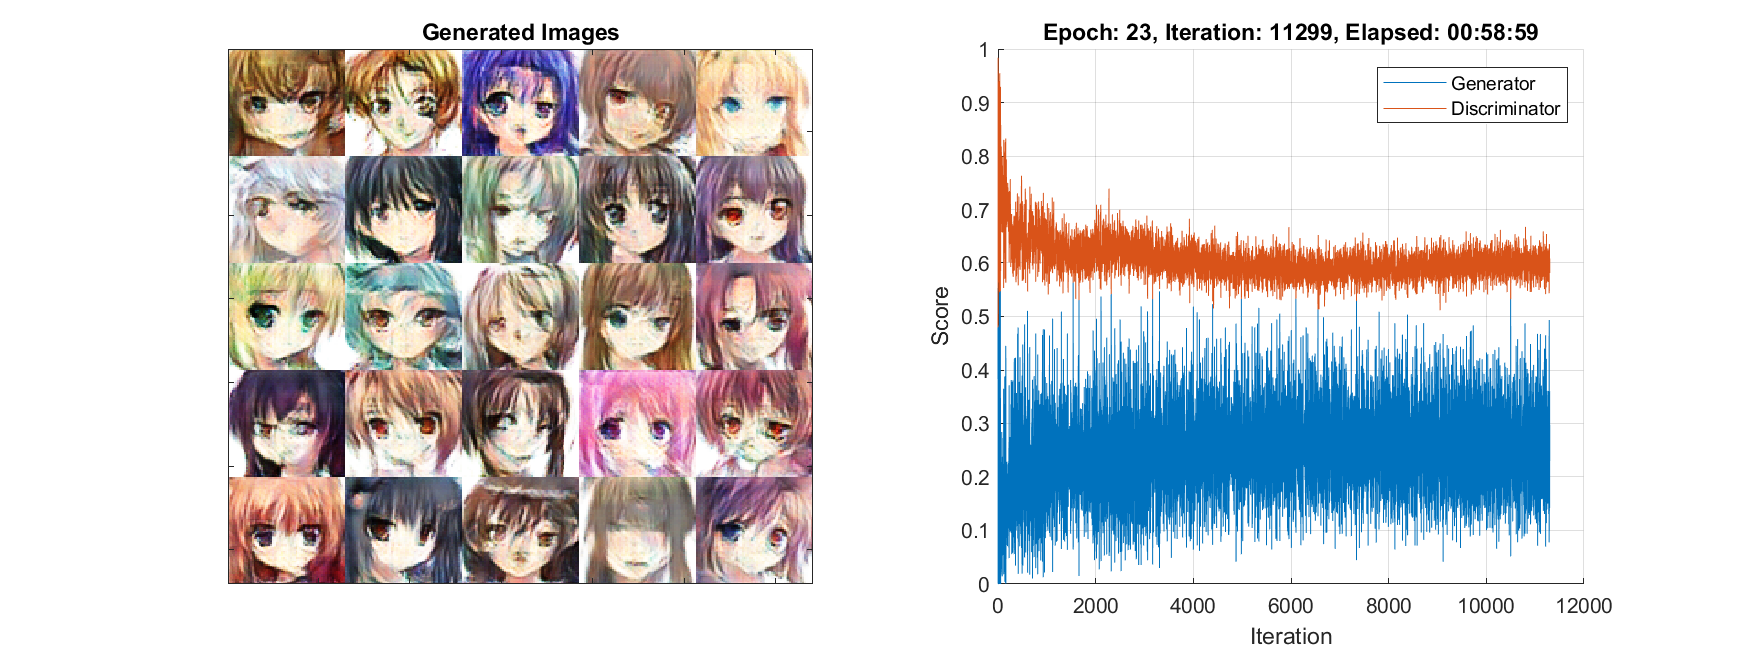 Generated Images
Epoch: 23, Iteration: 11299, Elapsed: 00:58:59
Generator
Discriminator
1
0.9
0.8
0.7
0.6
0.5
0.4
0.3
0.2
0.1
0
Score
0 2000 4000 6000 8000 10000 12000
Iteration